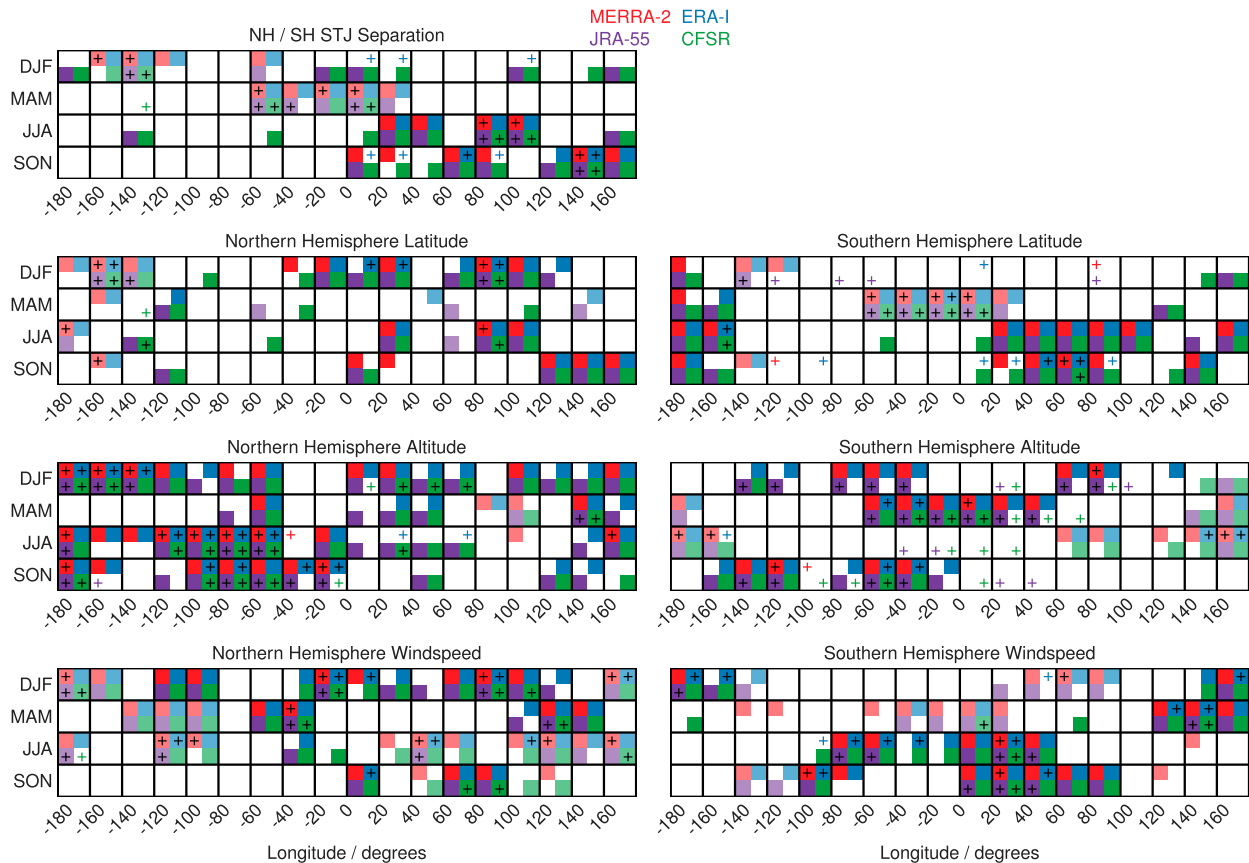 MERRA-2 ERA-I
JRA-55 CFSR
NH / SH STJ Separation
DJF
MAM
JJA
SON
-180 -160 -140 -120 -100 -80 -60 -40 -20 0 20 40 60 80 100 120 140 160
Northern Hemisphere Latitude
DJF
MAM
JJA
SON
-180 -160 -140 -120 -100 -80 -60 -40 -20 0 20 40 60 80 100 120 140 160
Southern Hemisphere Latitude
-180 -160 -140 -120 -100 -80 -60 -40 -20 0 20 40 60 80 100 120 140 160
Northern Hemisphere Altitude
DJF
MAM
JJA
SON
-180 -160 -140 -120 -100 -80 -60 -40 -20 0 20 40 60 80 100 120 140 160
Southern Hemisphere Altitude
-180 -160 -140 -120 -100 -80 -60 -40 -20 0 20 40 60 80 100 120 140 160
Northern Hemisphere Windspeed
DJF
MAM
JJA
SON
-180 -160 -140 -120 -100 -80 -60 -40 -20 0 20 40 60 80 100 120 140 160
Longitude / degrees
Southern Hemisphere Windspeed
-180 -160 -140 -120 -100 -80 -60 -40 -20 0 20 40 60 80 100 120 140 160
Longitude / degrees